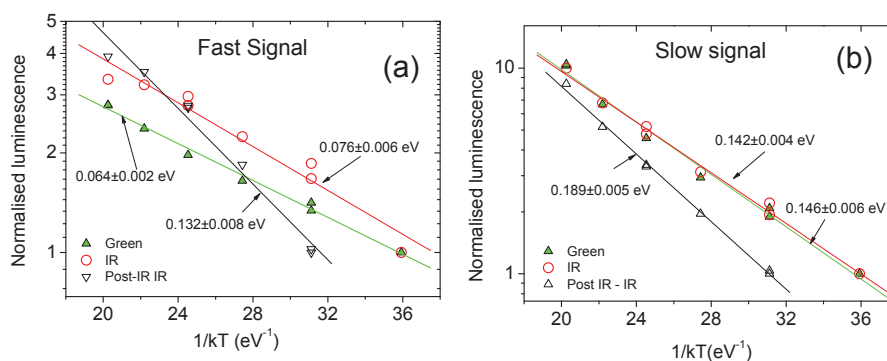 Fast Signal
(a)
Normalised luminescence
5
4
3
2
1
0.064±0.002 eV
0.076±0.006 eV
0.132±0.008 eV
Green
IR
Post-IR IR
20 24 28 32 36
1/kT (eV⁻¹)
Slow signal
(b)
Normalised luminescence
10
1
0.142±0.004 eV
0.189±0.005 eV
0.146±0.006 eV
Green
IR
Post IR - IR
20 24 28 32 36
1/kT(eV⁻¹)